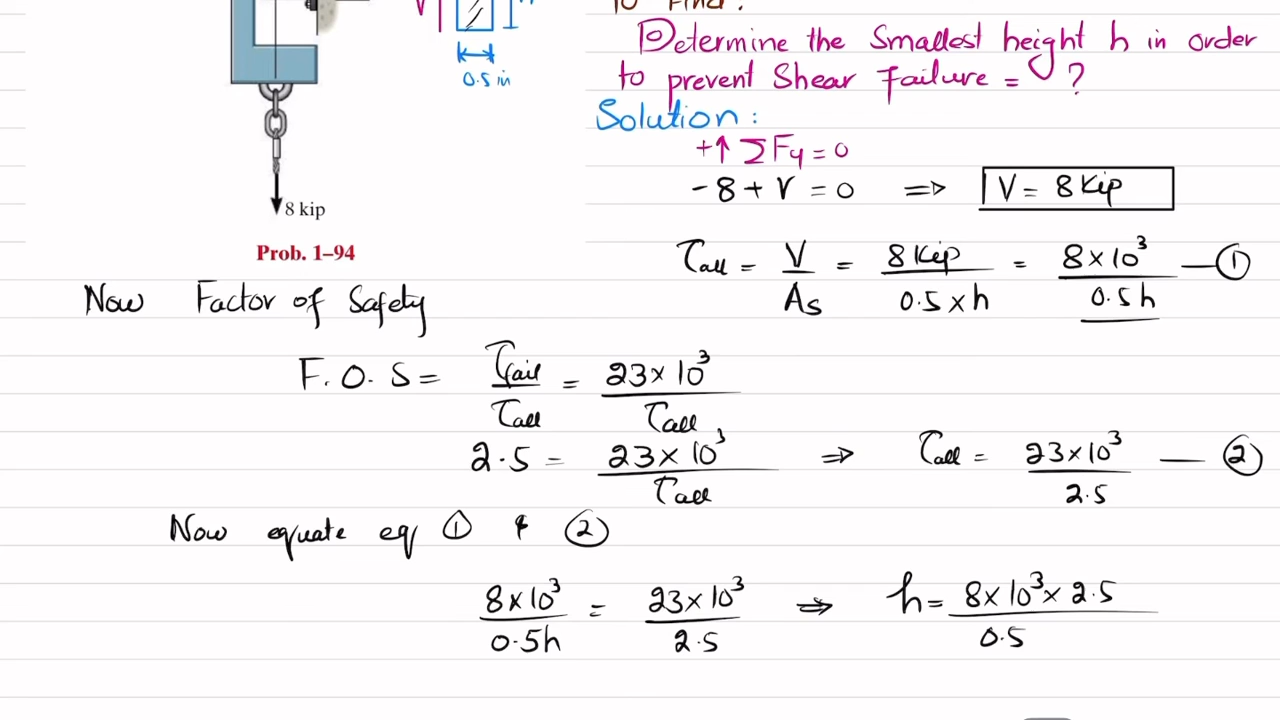 To Find:
Determine the Smallest height h in order
to prevent Shear Failure = ?
0.5 in
Solution:
+↑ ΣFy = 0
-8 + V = 0 => V = 8 Kip
8 kip
Prob. 1–94
τall = V/As = 8 Kip/0.5 × h = 8×10³/0.5h — ①
Now Factor of Safety
F.O.S = τfail/τall = 23×10³/τall
2.5 = 23×10³/τall => τall = 23×10³/2.5 — ②
Now equate eq ① & ②
8×10³/0.5h = 23×10³/2.5 => h = 8×10³×2.5/0.5